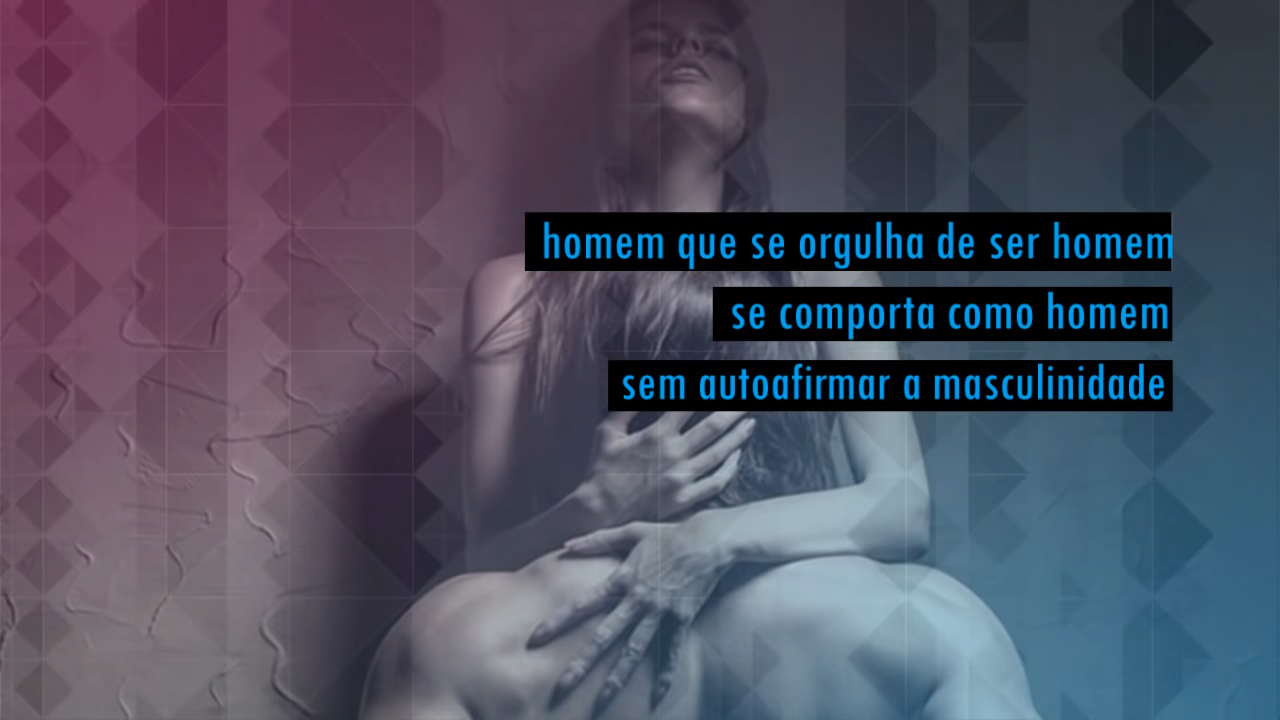 homem que se orgulha de ser homem
se comporta como homem
sem autoafirmar a masculinidade